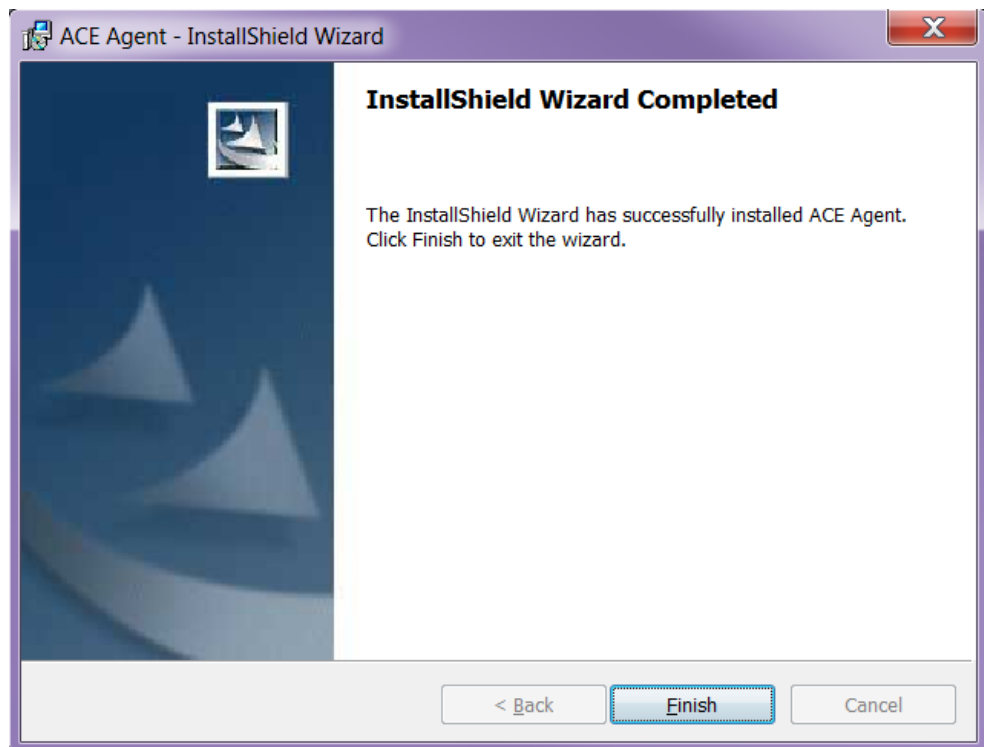 ACE Agent - InstallShield Wizard
X
InstallShield Wizard Completed
The InstallShield Wizard has successfully installed ACE Agent.
Click Finish to exit the wizard.
< Back
Finish
Cancel